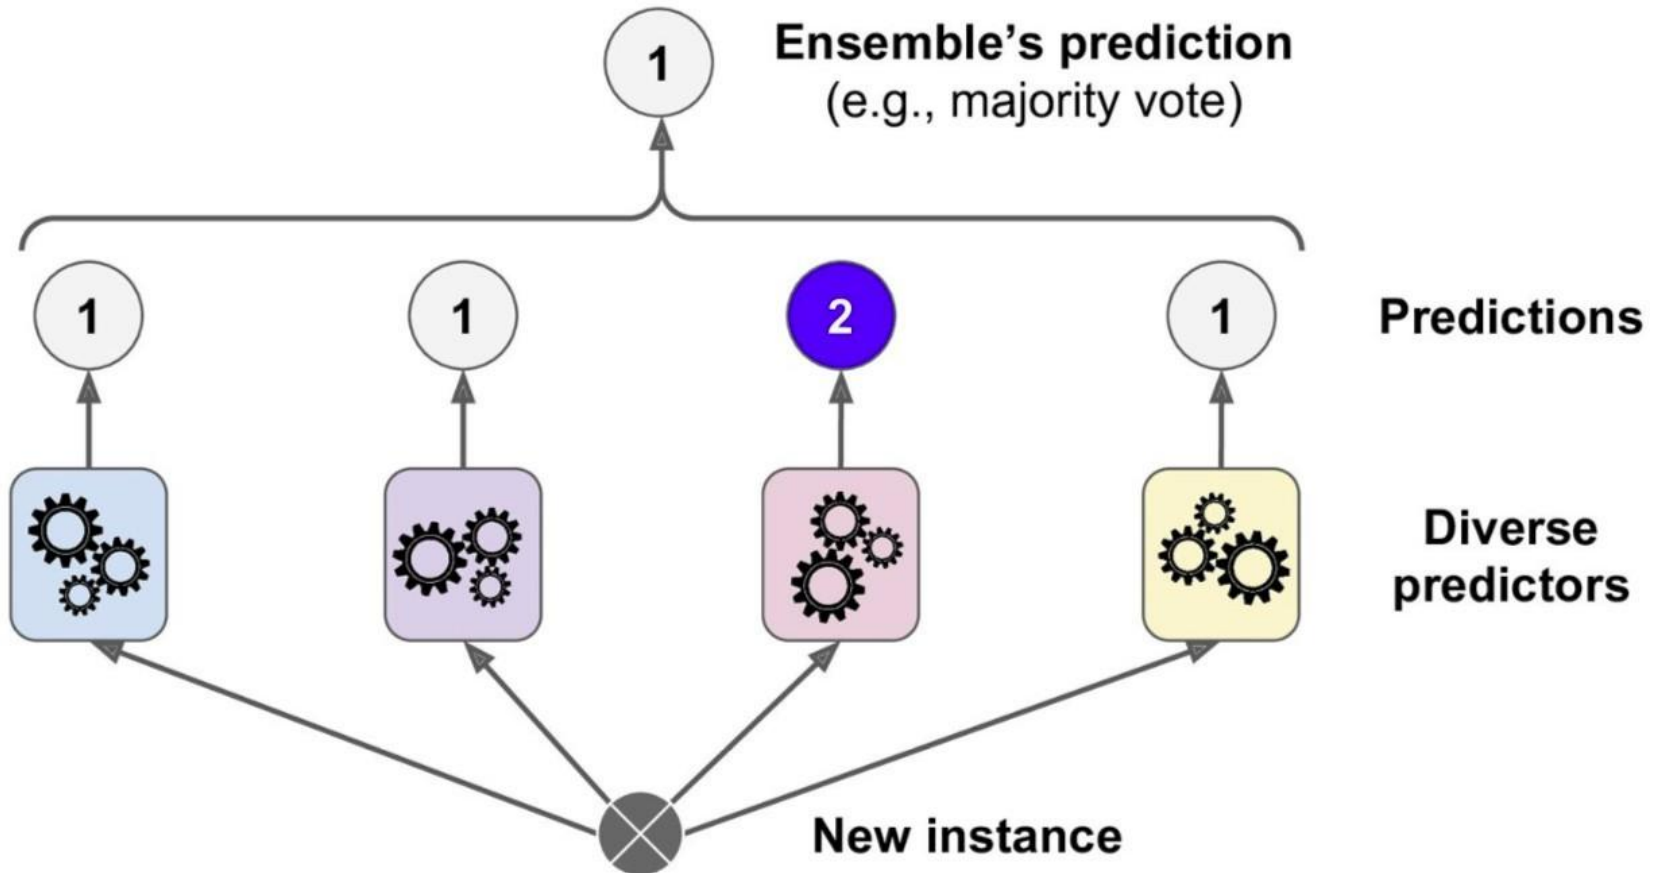 1
Ensemble’s prediction
(e.g., majority vote)
1
1
2
1
Predictions
Diverse
predictors
New instance